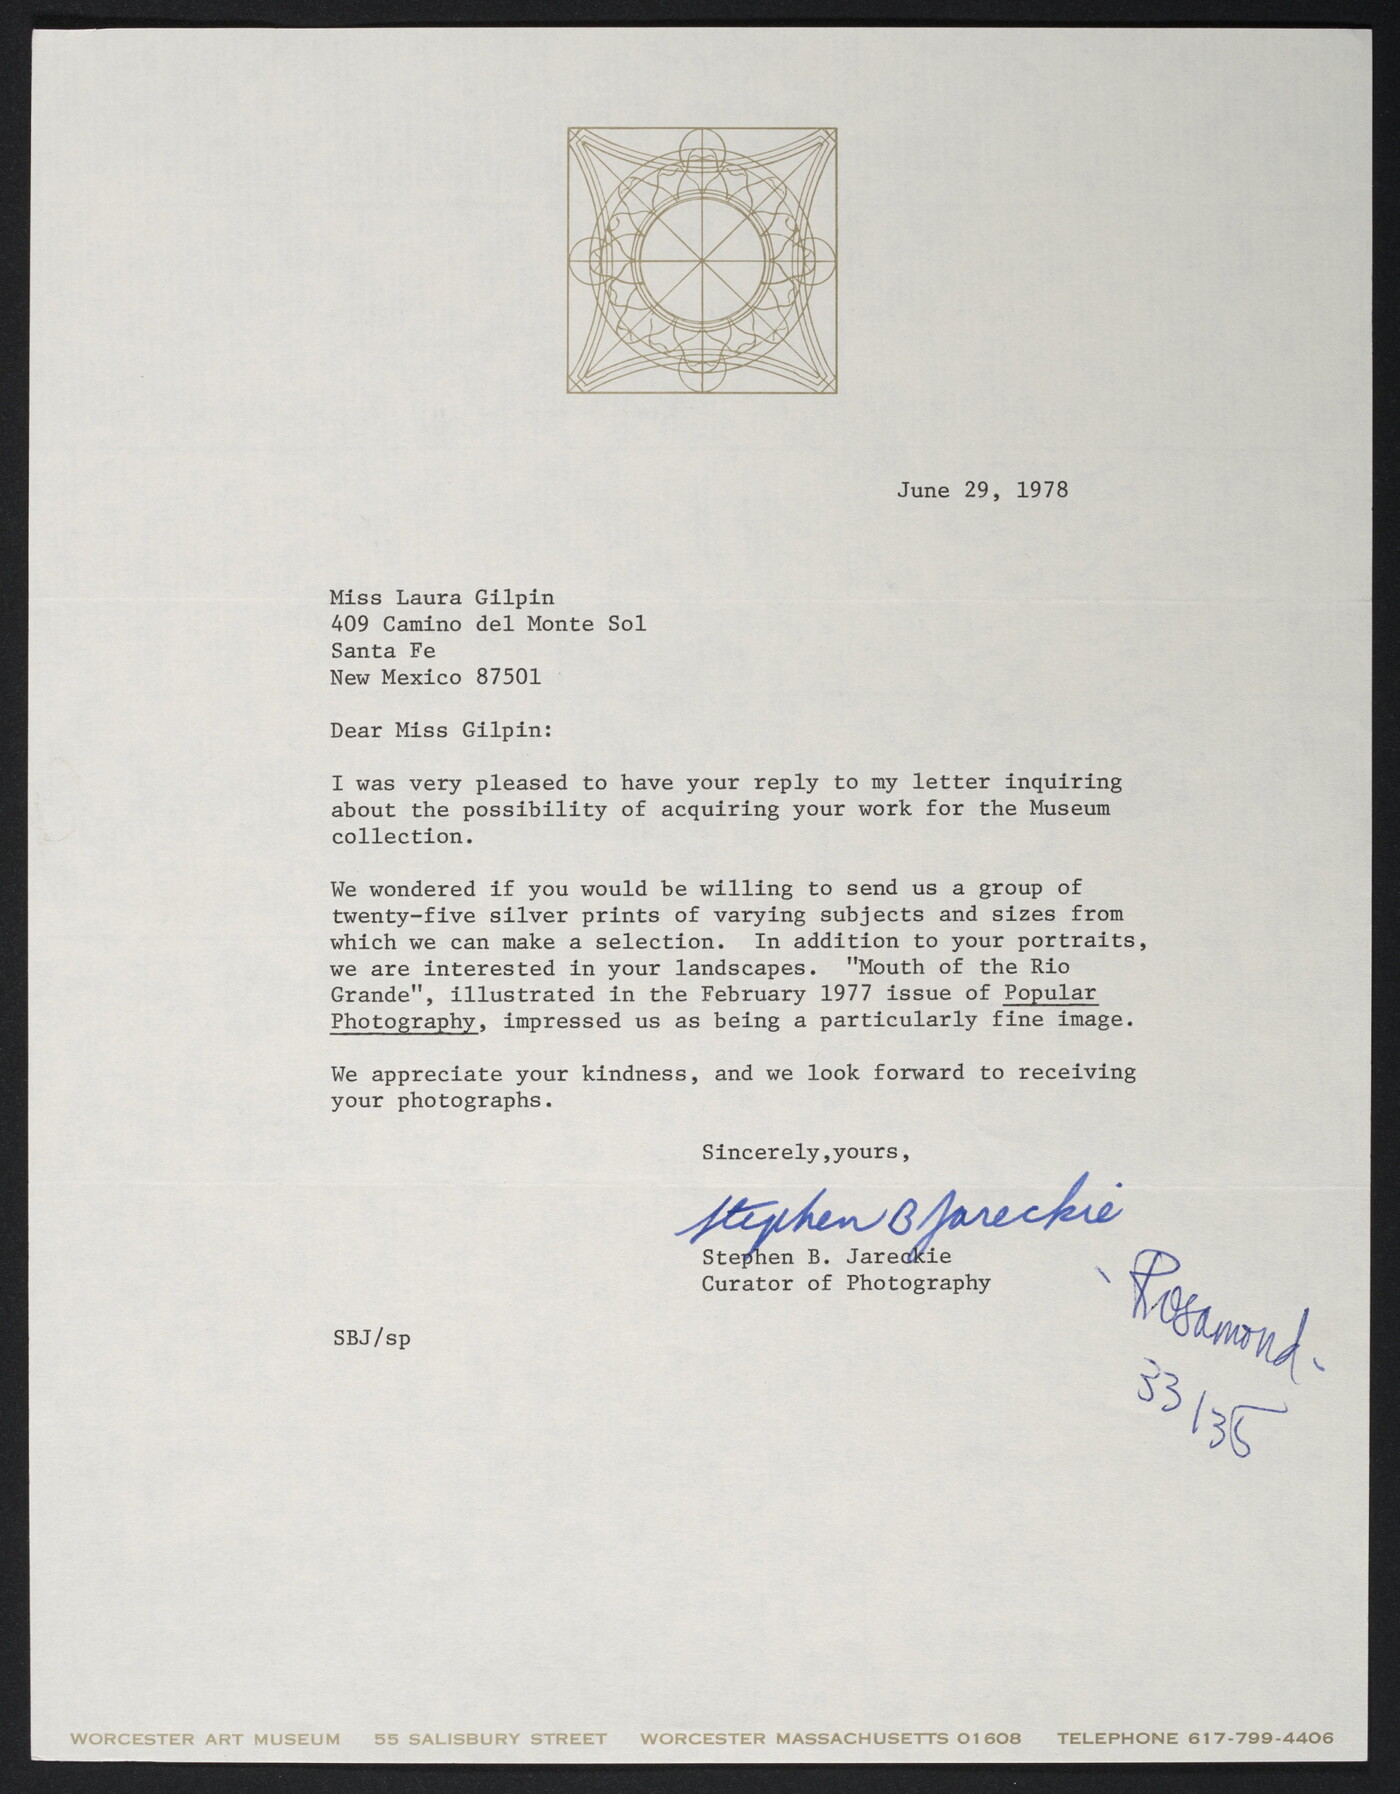 June 29, 1978
Miss Laura Gilpin
409 Camino del Monte Sol
Santa Fe
New Mexico 87501
Dear Miss Gilpin:
I was very pleased to have your reply to my letter inquiring
about the possibility of acquiring your work for the Museum
collection.
We wondered if you would be willing to send us a group of
twenty-five silver prints of varying subjects and sizes from
which we can make a selection.  In addition to your portraits,
we are interested in your landscapes.  "Mouth of the Rio
Grande", illustrated in the February 1977 issue of Popular
Photography, impressed us as being a particularly fine image.
We appreciate your kindness, and we look forward to receiving
your photographs.
Sincerely,yours,
Stephen B Jareckie
Stephen B. Jareckie
Curator of Photography
Rosamond
33/35
SBJ/sp
WORCESTER ART MUSEUM 55 SALISBURY STREET WORCESTER MASSACHUSETTS 01608 TELEPHONE 617-799-4406